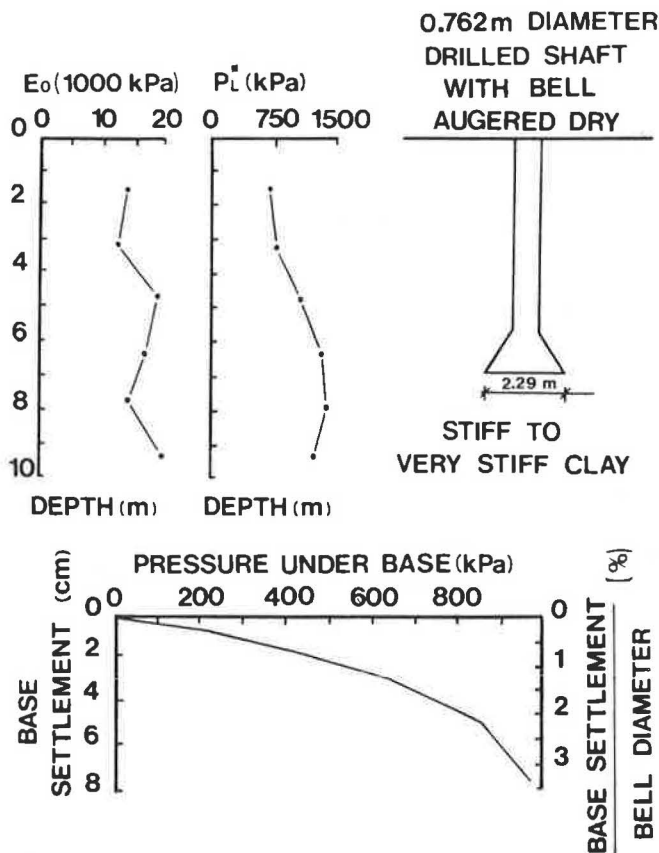 0.762m DIAMETER
DRILLED SHAFT
WITH BELL
AUGERED DRY
E₀ (1000 kPa)
P*L (kPa)
0 10 20
0 750 1500
0
2
4
6
8
10
DEPTH (m)
DEPTH (m)
2.29 m
STIFF TO
VERY STIFF CLAY
PRESSURE UNDER BASE (kPa)
0 200 400 600 800
BASE
SETTLEMENT (cm)
0
2
4
6
8
0
1
2
3
BASE SETTLEMENT [%]
BELL DIAMETER